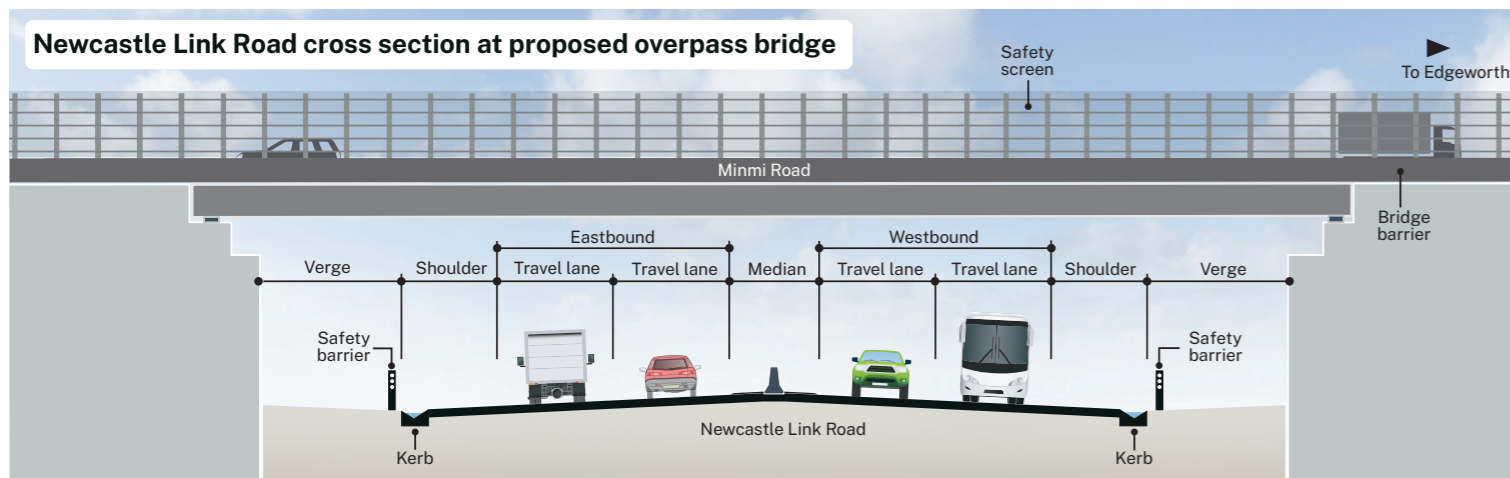 Newcastle Link Road cross section at proposed overpass bridge
Safety
screen
To Edgeworth
Minmi Road
Bridge
barrier
Eastbound
Westbound
Verge
Shoulder
Travel lane
Travel lane
Median
Travel lane
Travel lane
Shoulder
Verge
Safety
barrier
Safety
barrier
Newcastle Link Road
Kerb
Kerb